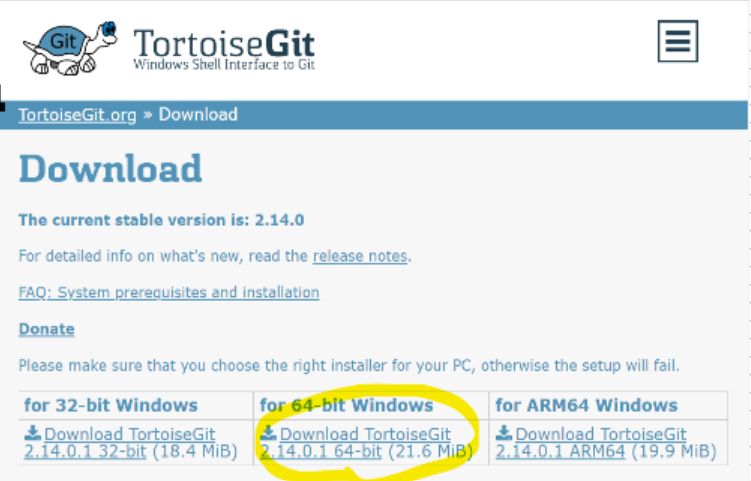 Git
TortoiseGit
Windows Shell Interface to Git
TortoiseGit.org » Download
Download
The current stable version is: 2.14.0
For detailed info on what's new, read the release notes.
FAQ: System prerequisites and installation
Donate
Please make sure that you choose the right installer for your PC, otherwise the setup will fail.
for 32-bit Windows
Download TortoiseGit
2.14.0.1 32-bit (18.4 MiB)
for 64-bit Windows
Download TortoiseGit
2.14.0.1 64-bit (21.6 MiB)
for ARM64 Windows
Download TortoiseGit
2.14.0.1 ARM64 (19.9 MiB)